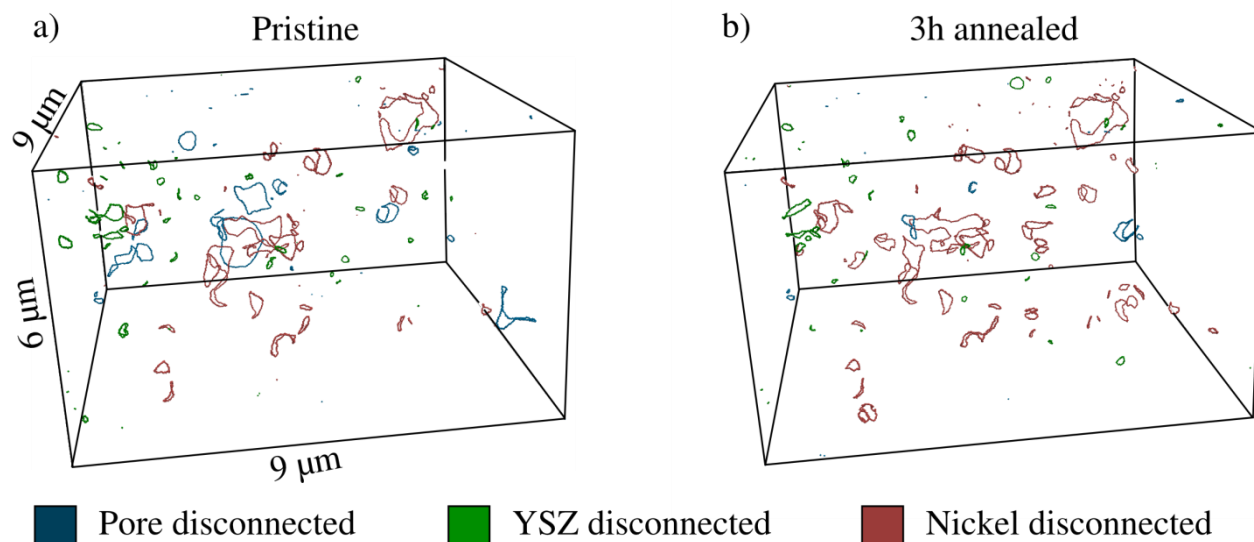 a)
Pristine
b)
3h annealed
9 μm
6 μm
9 μm
Pore disconnected
YSZ disconnected
Nickel disconnected